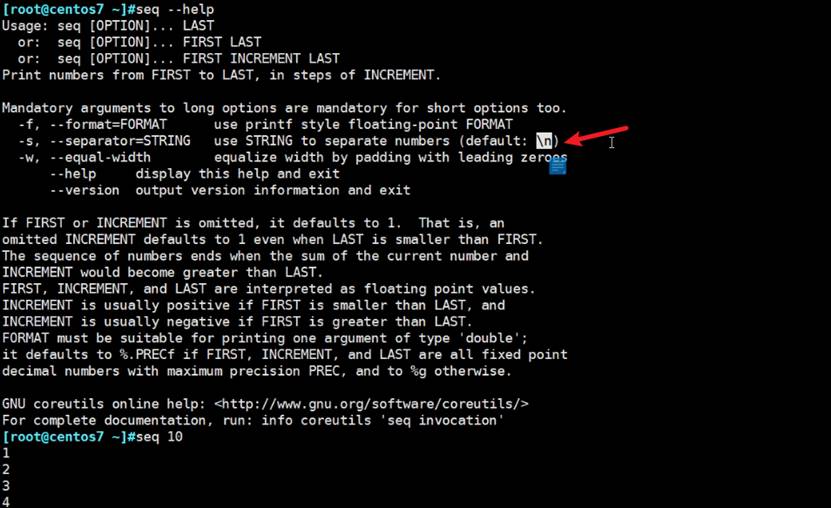 [root@centos7 ~]#seq --help
Usage: seq [OPTION]... LAST
  or:  seq [OPTION]... FIRST LAST
  or:  seq [OPTION]... FIRST INCREMENT LAST
Print numbers from FIRST to LAST, in steps of INCREMENT.

Mandatory arguments to long options are mandatory for short options too.
  -f, --format=FORMAT      use printf style floating-point FORMAT
  -s, --separator=STRING   use STRING to separate numbers (default: \n)
  -w, --equal-width        equalize width by padding with leading zeroes
      --help     display this help and exit
      --version  output version information and exit

If FIRST or INCREMENT is omitted, it defaults to 1.  That is, an
omitted INCREMENT defaults to 1 even when LAST is smaller than FIRST.
The sequence of numbers ends when the sum of the current number and
INCREMENT would become greater than LAST.
FIRST, INCREMENT, and LAST are interpreted as floating point values.
INCREMENT is usually positive if FIRST is smaller than LAST, and
INCREMENT is usually negative if FIRST is greater than LAST.
FORMAT must be suitable for printing one argument of type 'double';
it defaults to %.PRECf if FIRST, INCREMENT, and LAST are all fixed point
decimal numbers with maximum precision PREC, and to %g otherwise.

GNU coreutils online help: <http://www.gnu.org/software/coreutils/>
For complete documentation, run: info coreutils 'seq invocation'
[root@centos7 ~]#seq 10
1
2
3
4